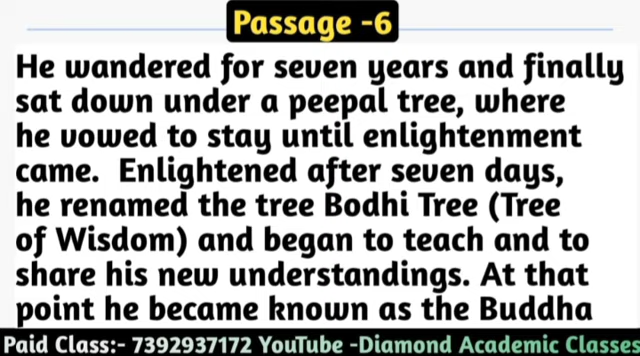 Passage -6
He wandered for seven years and finally
sat down under a peepal tree, where
he vowed to stay until enlightenment
came. Enlightened after seven days,
he renamed the tree Bodhi Tree (Tree
of Wisdom) and began to teach and to
share his new understandings. At that
point he became known as the Buddha
Paid Class:- 7392937172 YouTube -Diamond Academic Classes